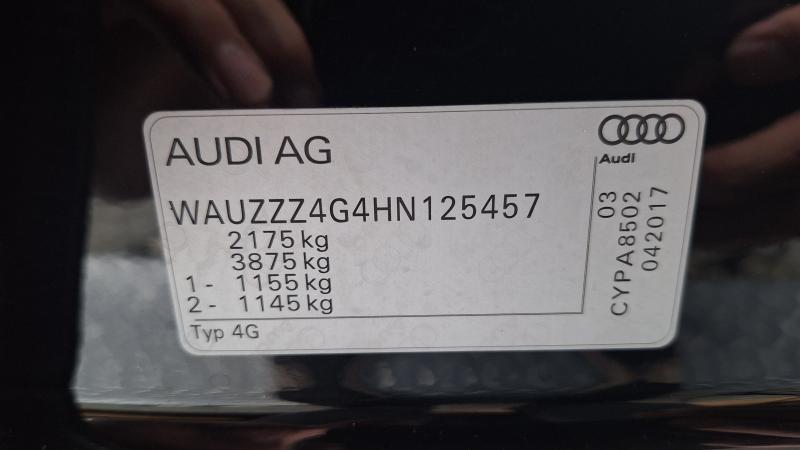 AUDI AG
Audi
WAUZZZ4G4HN125457
2175 kg
3875 kg
1 - 1155 kg
2 - 1145 kg
Typ 4G
03
CYPA8502
042017